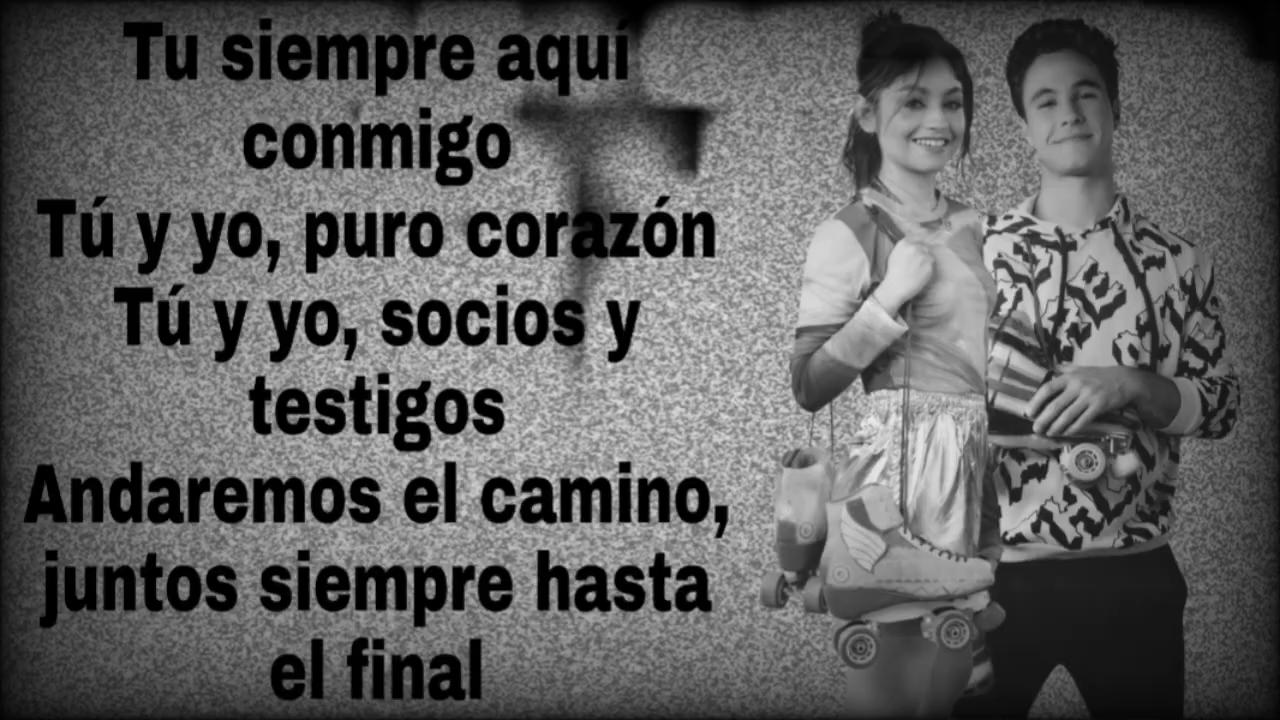 Tu siempre aquí
conmigo
Tú y yo, puro corazón
Tú y yo, socios y
testigos
Andaremos el camino,
juntos siempre hasta
el final